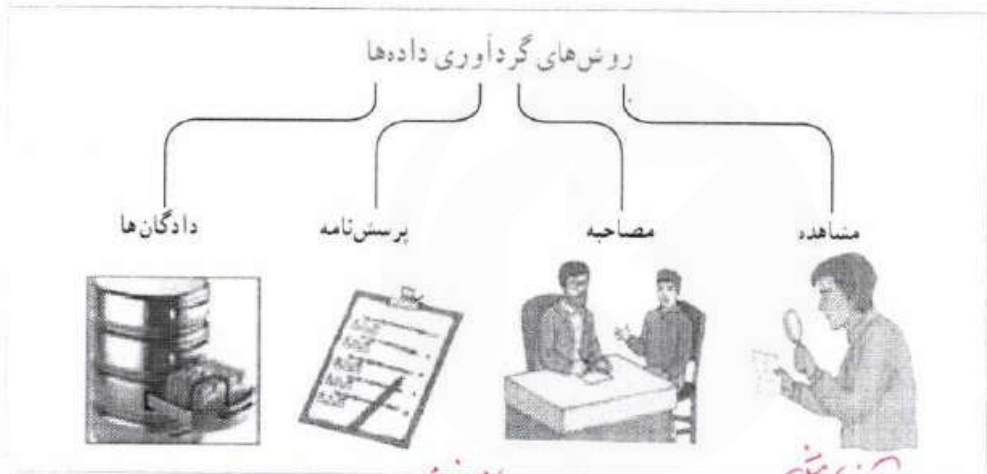 روش‌های گردآوری داده‌ها
مشاهده
مصاحبه
پرسش‌نامه
دادگان‌ها